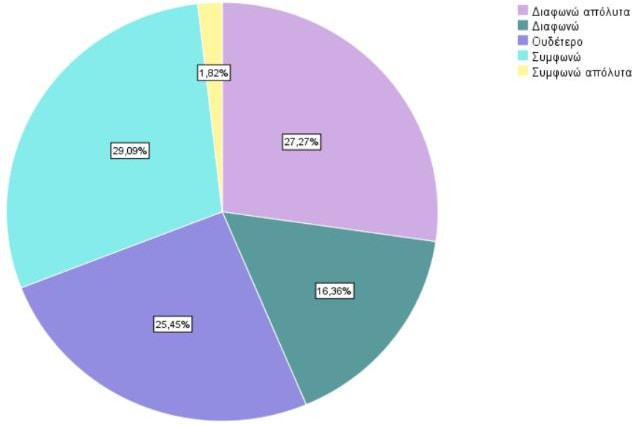 Διαφωνώ απόλυτα
Διαφωνώ
Ουδέτερο
Συμφωνώ
Συμφωνώ απόλυτα
1,82%
27,27%
29,09%
16,36%
25,45%